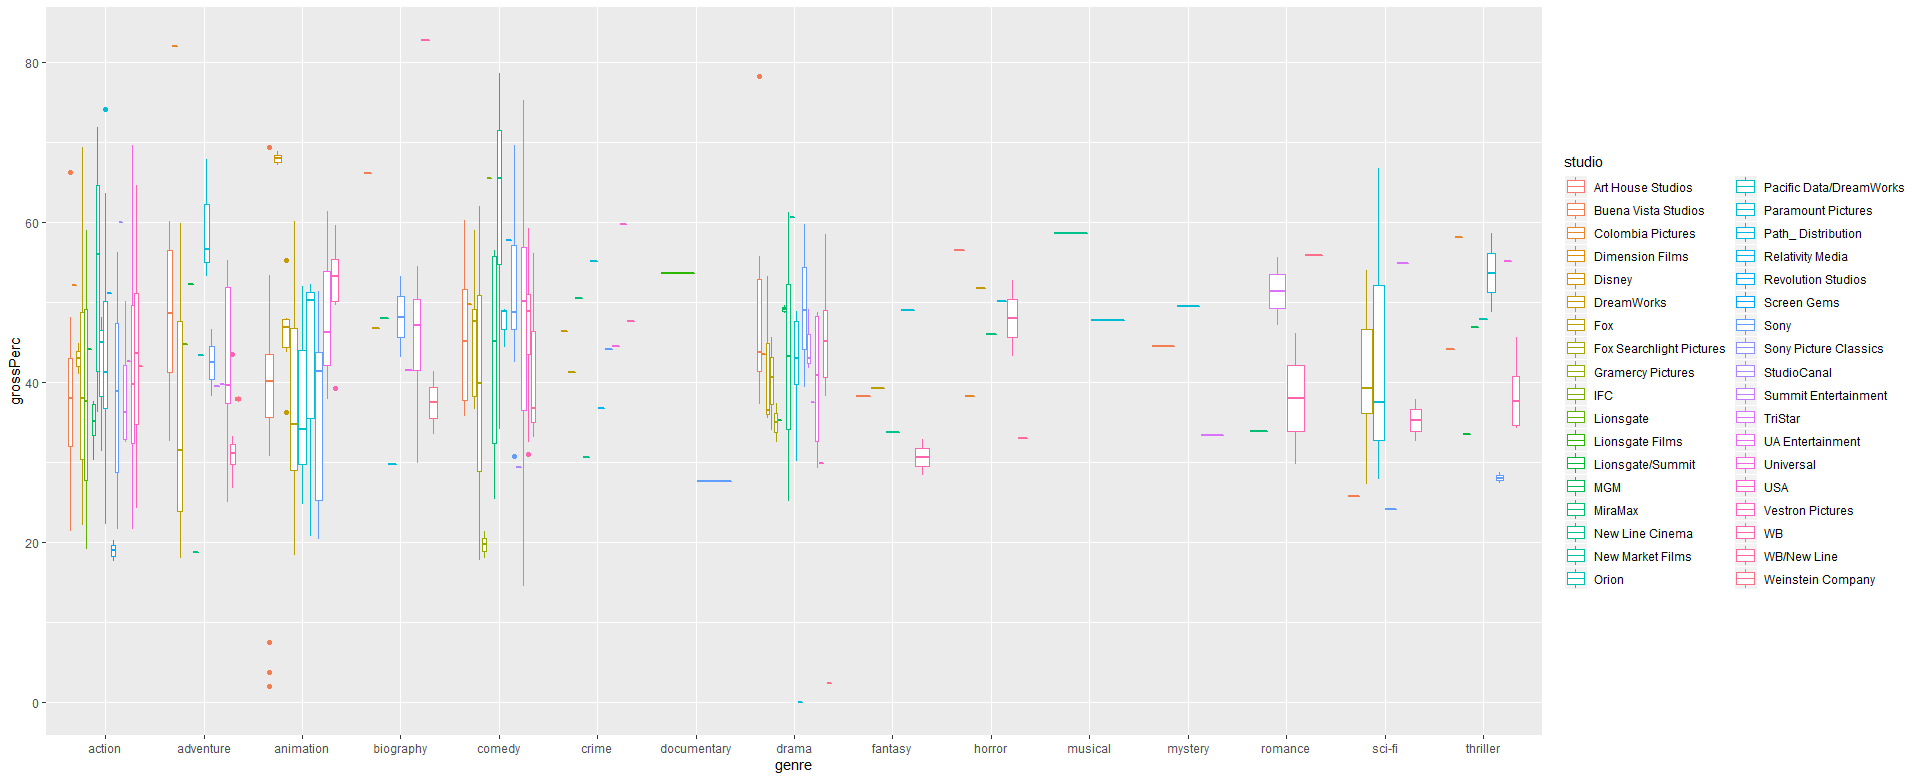 80
60
40
20
0
grossPerc
action adventure animation biography comedy crime documentary drama fantasy horror musical mystery romance sci-fi thriller
genre
studio
Art House Studios
Buena Vista Studios
Colombia Pictures
Dimension Films
Disney
DreamWorks
Fox
Fox Searchlight Pictures
Gramercy Pictures
IFC
Lionsgate
Lionsgate Films
Lionsgate/Summit
MGM
MiraMax
New Line Cinema
New Market Films
Orion
Pacific Data/DreamWorks
Paramount Pictures
Path_ Distribution
Relativity Media
Revolution Studios
Screen Gems
Sony
Sony Picture Classics
StudioCanal
Summit Entertainment
TriStar
UA Entertainment
Universal
USA
Vestron Pictures
WB
WB/New Line
Weinstein Company